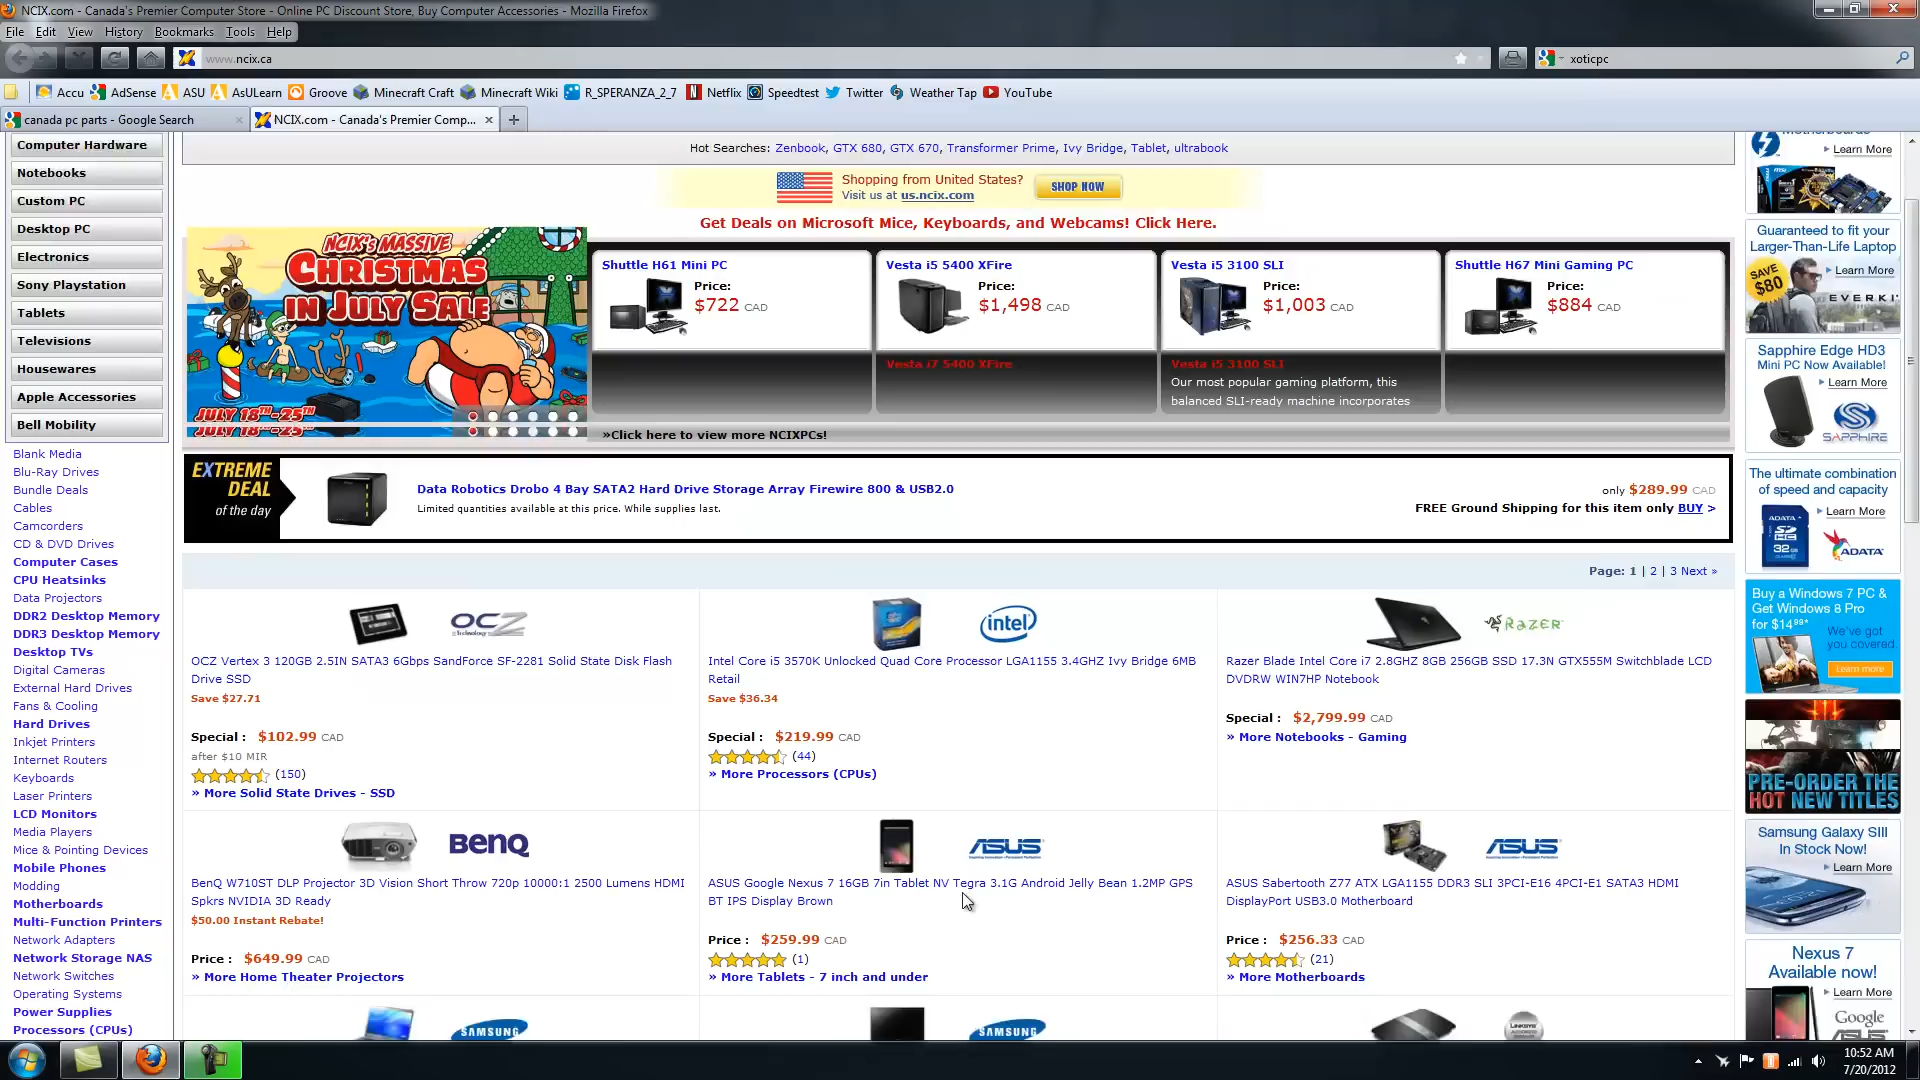 NCIX.com - Canada's Premier Computer Store - Online PC Discount Store, Buy Computer Accessories - Mozilla Firefox
File Edit View History Bookmarks Tools Help
www.ncix.ca
xoticpc
Accu AdSense ASU AsULearn Groove Minecraft Craft Minecraft Wiki R_SPERANZA_2_7 Netflix Speedtest Twitter Weather Tap YouTube
canada pc parts - Google Search
NCIX.com - Canada's Premier Comp...
Computer Hardware
Notebooks
Custom PC
Desktop PC
Electronics
Sony Playstation
Tablets
Televisions
Housewares
Apple Accessories
Bell Mobility
Blank Media
Blu-Ray Drives
Bundle Deals
Cables
Camcorders
CD & DVD Drives
Computer Cases
CPU Heatsinks
Data Projectors
DDR2 Desktop Memory
DDR3 Desktop Memory
Desktop TVs
Digital Cameras
External Hard Drives
Fans & Cooling
Hard Drives
Inkjet Printers
Internet Routers
Keyboards
Laser Printers
LCD Monitors
Media Players
Mice & Pointing Devices
Mobile Phones
Modding
Motherboards
Multi-Function Printers
Network Adapters
Network Storage NAS
Network Switches
Operating Systems
Power Supplies
Processors (CPUs)
Hot Searches: Zenbook, GTX 680, GTX 670, Transformer Prime, Ivy Bridge, Tablet, ultrabook
Shopping from United States?
Visit us at us.ncix.com
SHOP NOW
Get Deals on Microsoft Mice, Keyboards, and Webcams! Click Here.
NCIX's MASSIVE
CHRISTMAS
IN JULY SALE
JULY 18TH-25TH
JULY 18TH-25TH
Shuttle H61 Mini PC
Price:
$722 CAD
Vesta i5 5400 XFire
Price:
$1,498 CAD
Vesta i7 5400 XFire
Vesta i5 3100 SLI
Price:
$1,003 CAD
Vesta i5 3100 SLI
Our most popular gaming platform, this
balanced SLI-ready machine incorporates
Shuttle H67 Mini Gaming PC
Price:
$884 CAD
»Click here to view more NCIXPCs!
EXTREME
DEAL
of the day
Data Robotics Drobo 4 Bay SATA2 Hard Drive Storage Array Firewire 800 & USB2.0
Limited quantities available at this price. While supplies last.
only $289.99 CAD
FREE Ground Shipping for this item only BUY >
Page: 1 | 2 | 3 Next »
OCZ
Technology
OCZ Vertex 3 120GB 2.5IN SATA3 6Gbps SandForce SF-2281 Solid State Disk Flash
Drive SSD
Save $27.71
Special : $102.99 CAD
after $10 MIR
(150)
» More Solid State Drives - SSD
intel
Intel Core i5 3570K Unlocked Quad Core Processor LGA1155 3.4GHZ Ivy Bridge 6MB
Retail
Save $36.34
Special : $219.99 CAD
(44)
» More Processors (CPUs)
RAZER
Razer Blade Intel Core i7 2.8GHZ 8GB 256GB SSD 17.3N GTX555M Switchblade LCD
DVDRW WIN7HP Notebook
Special : $2,799.99 CAD
» More Notebooks - Gaming
BenQ
BenQ W710ST DLP Projector 3D Vision Short Throw 720p 10000:1 2500 Lumens HDMI
Spkrs NVIDIA 3D Ready
$50.00 Instant Rebate!
Price : $649.99 CAD
» More Home Theater Projectors
ASUS
ASUS Google Nexus 7 16GB 7in Tablet NV Tegra 3.1G Android Jelly Bean 1.2MP GPS
BT IPS Display Brown
Price : $259.99 CAD
(1)
» More Tablets - 7 inch and under
ASUS
ASUS Sabertooth Z77 ATX LGA1155 DDR3 SLI 3PCI-E16 4PCI-E1 SATA3 HDMI
DisplayPort USB3.0 Motherboard
Price : $256.33 CAD
(21)
» More Motherboards
SAMSUNG
SAMSUNG
LINKSYS
Motherboards
Learn More
Guaranteed to fit your
Larger-Than-Life Laptop
SAVE
$80
Learn More
EVERKI
Sapphire Edge HD3
Mini PC Now Available!
Learn More
SAPPHIRE
The ultimate combination
of speed and capacity
Learn More
ADATA
32 GB
ADATA
Buy a Windows 7 PC &
Get Windows 8 Pro
for $14.99*
We've got
you
covered.
Learn more
PRE-ORDER THE
HOT NEW TITLES
Samsung Galaxy SIII
In Stock Now!
Learn More
Nexus 7
Available now!
Learn More
Google
ASUS
10:52 AM
7/20/2012